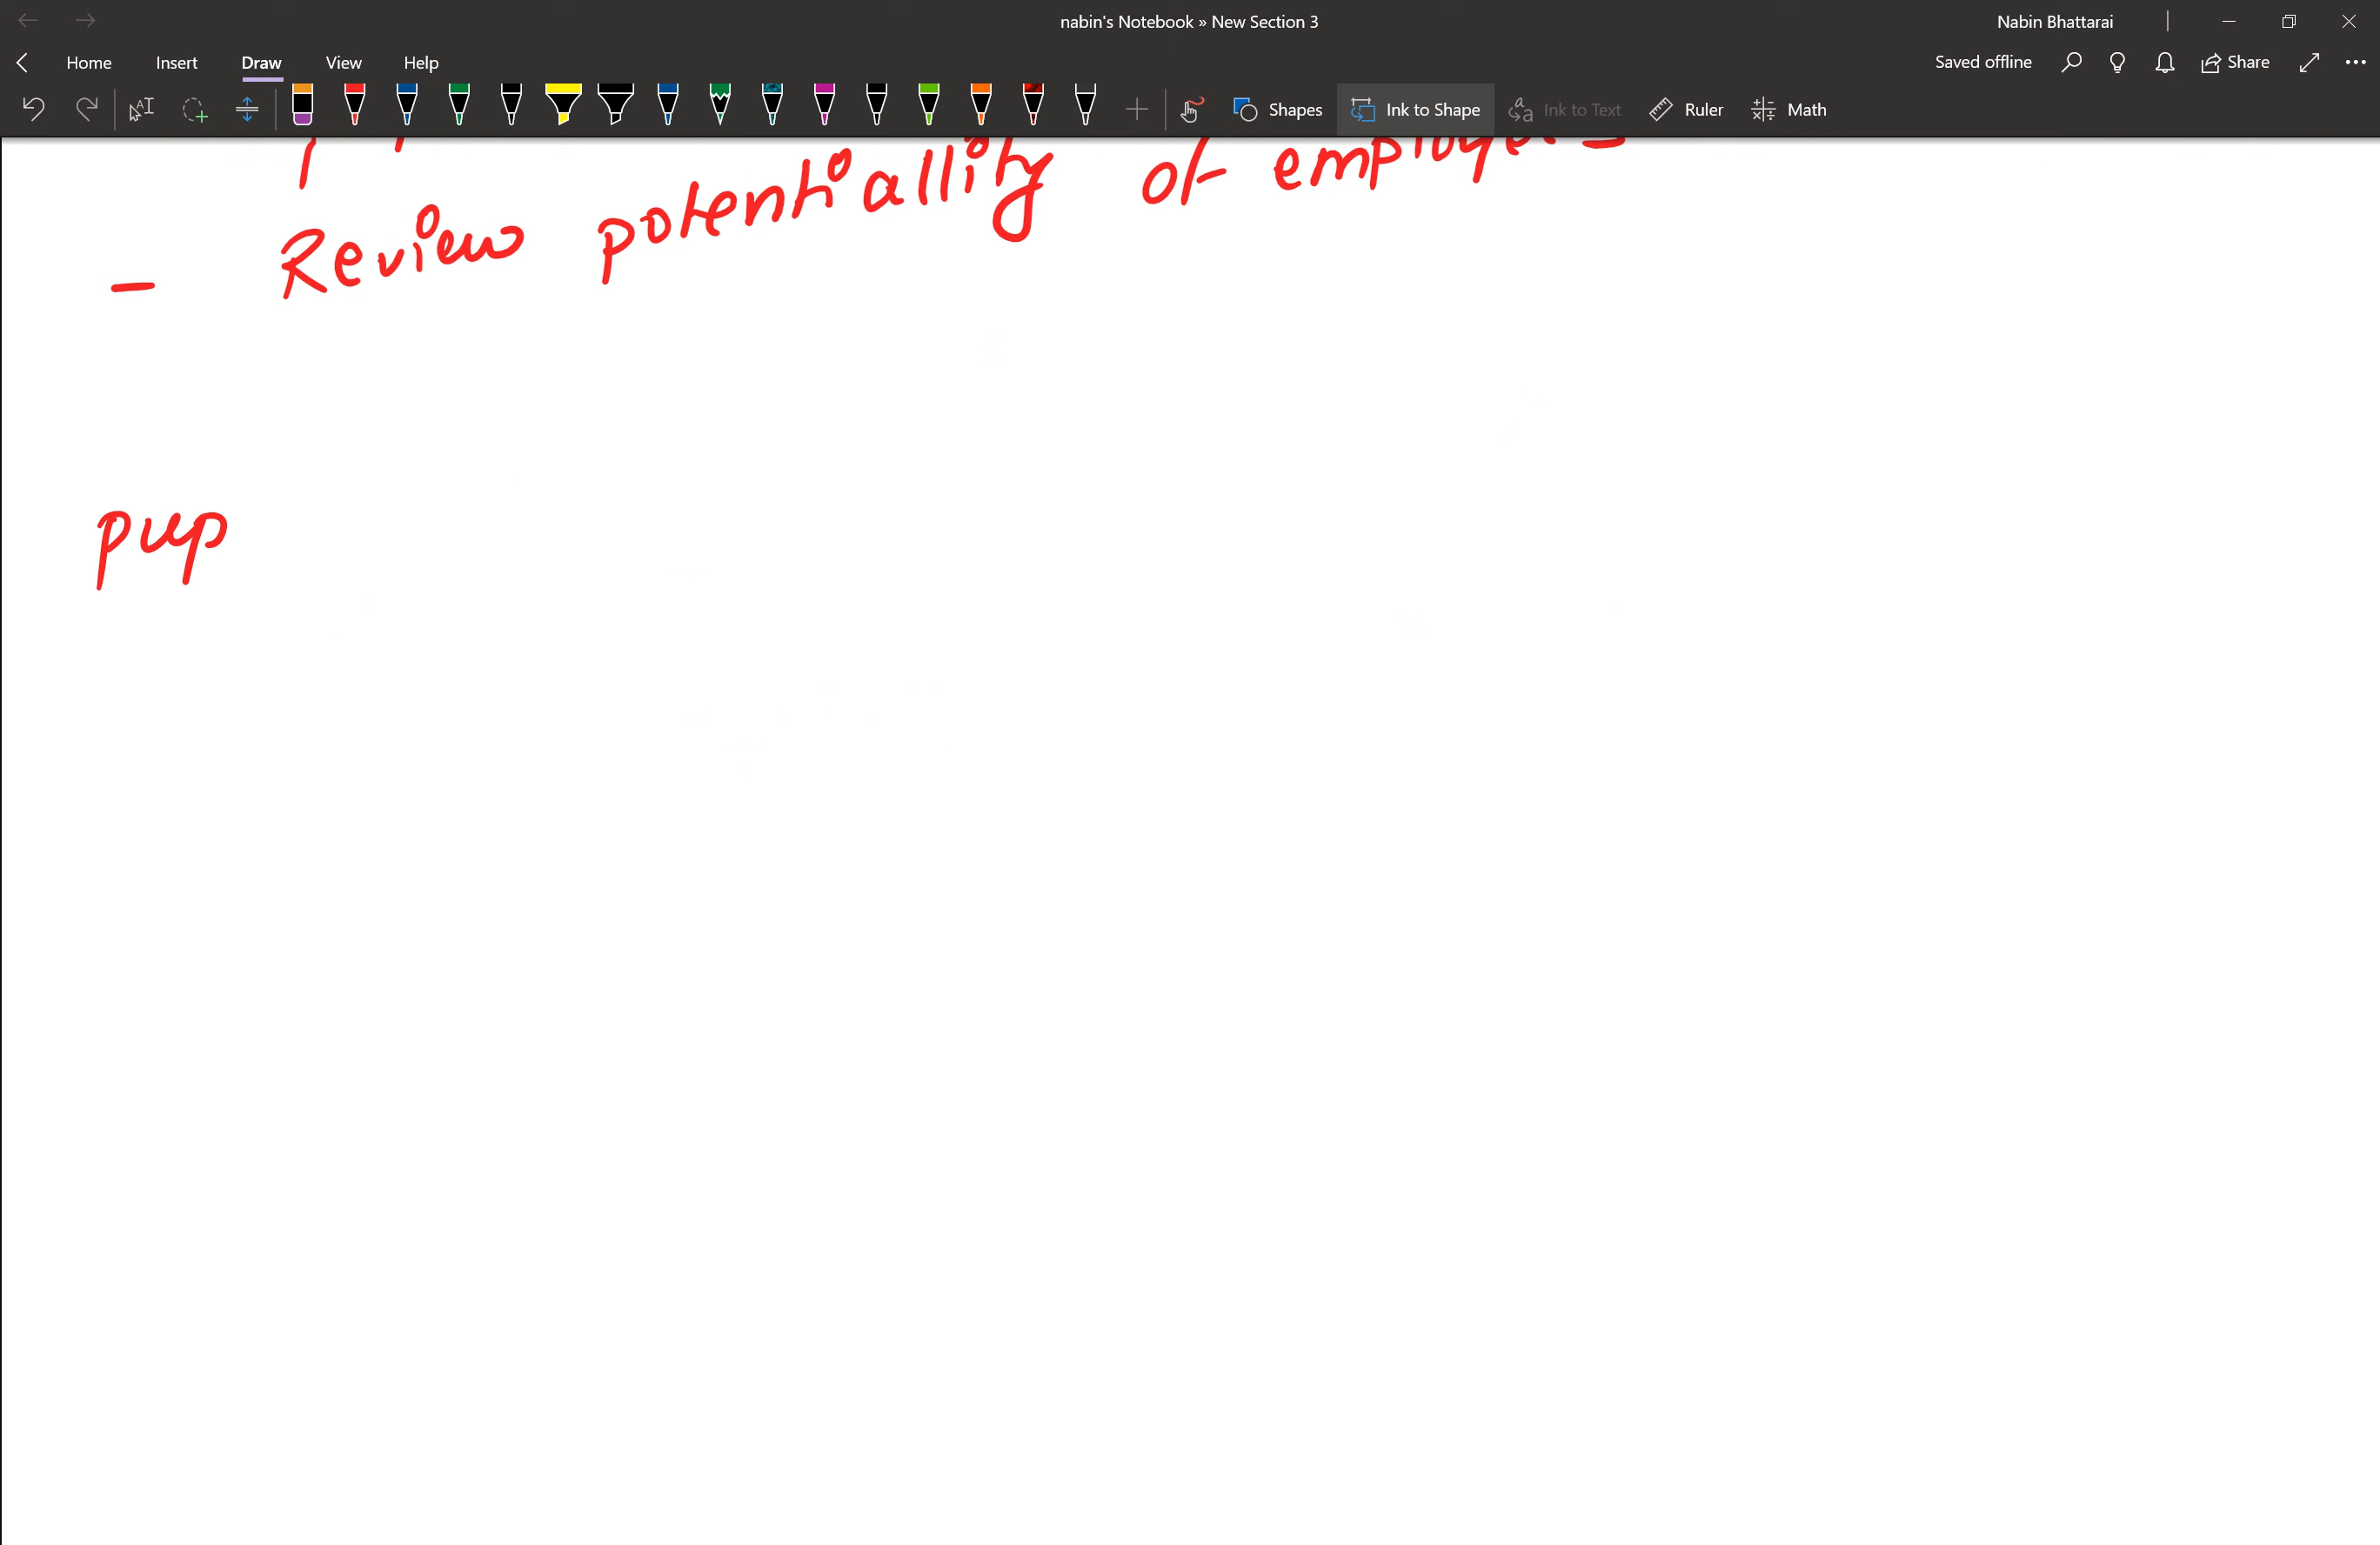 nabin's Notebook » New Section 3
Nabin Bhattarai
Home Insert Draw View Help
Saved offline
Share
Shapes Ink to Shape Ink to Text Ruler Math
- Review potentiallity of employees
pup